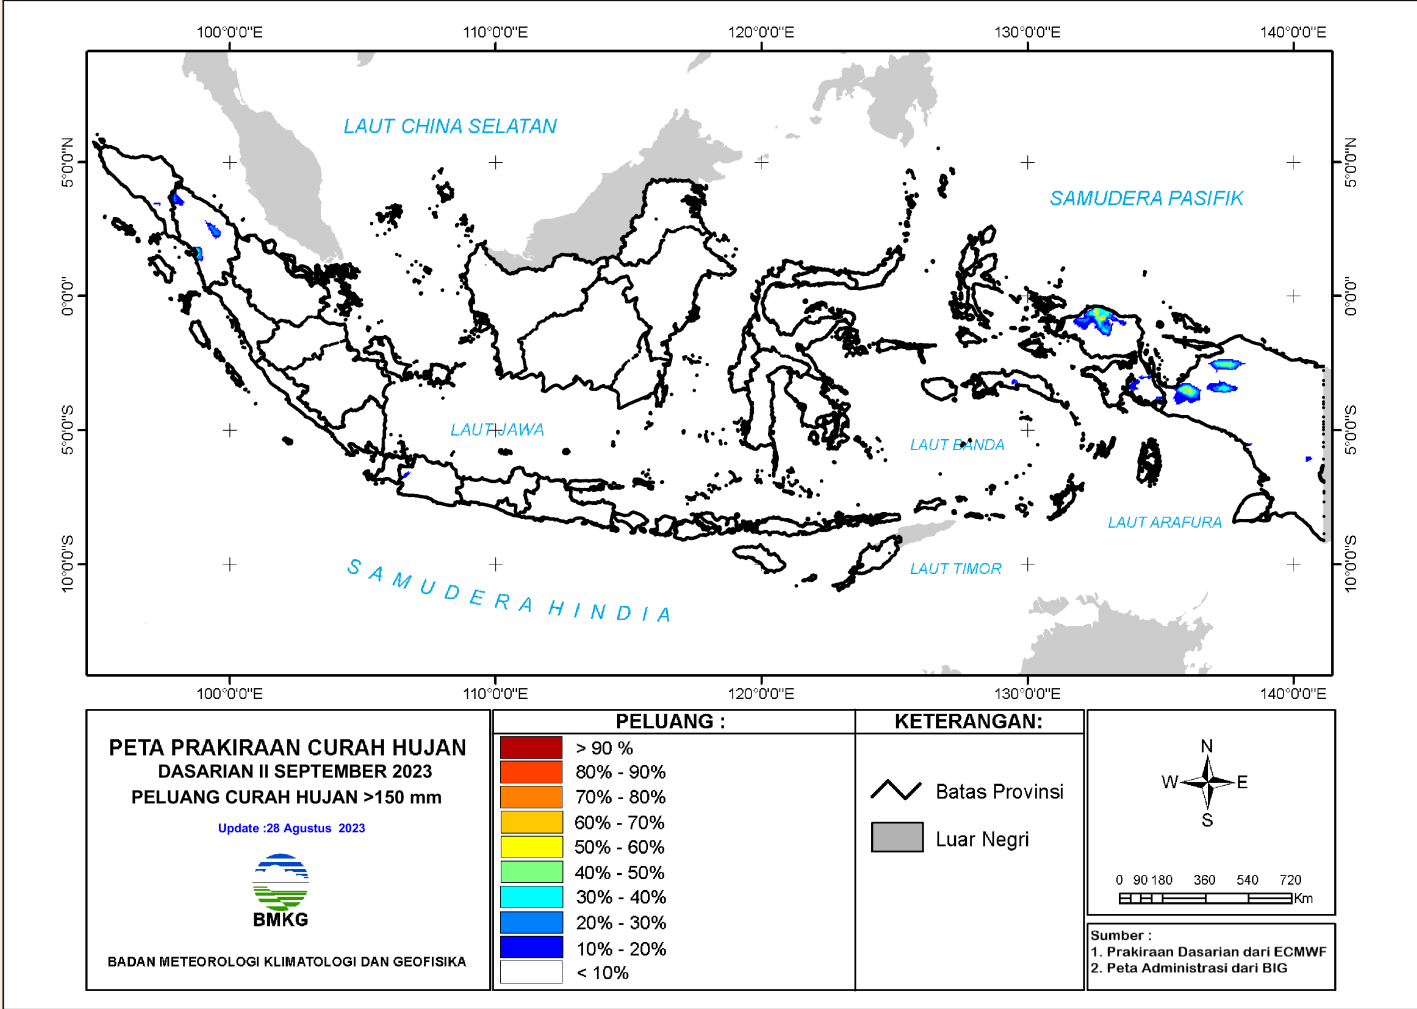 100°0'0"E 110°0'0"E 120°0'0"E 130°0'0"E 140°0'0"E
LAUT CHINA SELATAN
5°0'0"N 5°0'0"N
SAMUDERA PASIFIK
0°0'0" 0°0'0"
5°0'0"S 5°0'0"S
LAUT JAWA
LAUT BANDA
LAUT ARAFURA
10°0'0"S 10°0'0"S
LAUT TIMOR
SAMUDERA HINDIA
100°0'0"E 110°0'0"E 120°0'0"E 130°0'0"E 140°0'0"E
PETA PRAKIRAAN CURAH HUJAN
DASARIAN II SEPTEMBER 2023
PELUANG CURAH HUJAN >150 mm
Update :28 Agustus 2023
BMKG
BADAN METEOROLOGI KLIMATOLOGI DAN GEOFISIKA
PELUANG :
> 90 %
80% - 90%
70% - 80%
60% - 70%
50% - 60%
40% - 50%
30% - 40%
20% - 30%
10% - 20%
< 10%
KETERANGAN:
Batas Provinsi
Luar Negri
N
W E
S
0 90 180 360 540 720
Km
Sumber :
1. Prakiraan Dasarian dari ECMWF
2. Peta Administrasi dari BIG